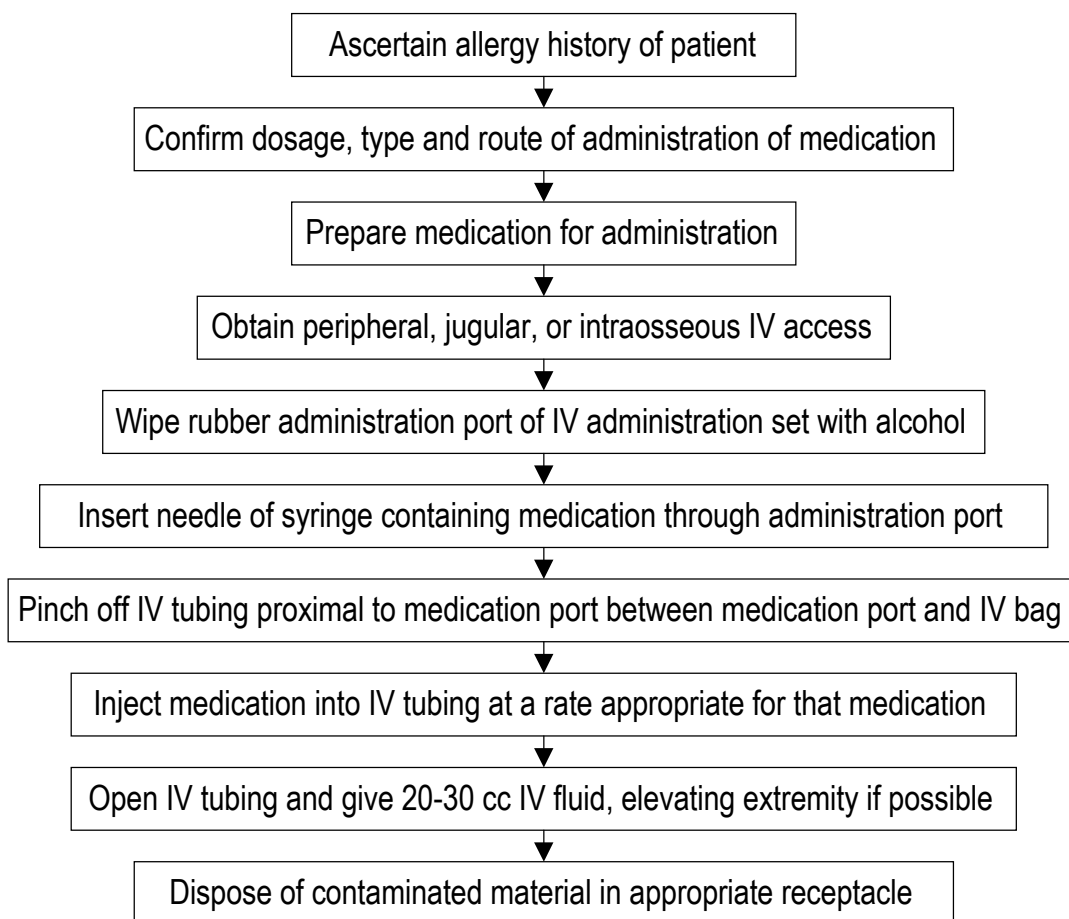 Ascertain allergy history of patient
Confirm dosage, type and route of administration of medication
Prepare medication for administration
Obtain peripheral, jugular, or intraosseous IV access
Wipe rubber administration port of IV administration set with alcohol
Insert needle of syringe containing medication through administration port
Pinch off IV tubing proximal to medication port between medication port and IV bag
Inject medication into IV tubing at a rate appropriate for that medication
Open IV tubing and give 20-30 cc IV fluid, elevating extremity if possible
Dispose of contaminated material in appropriate receptacle